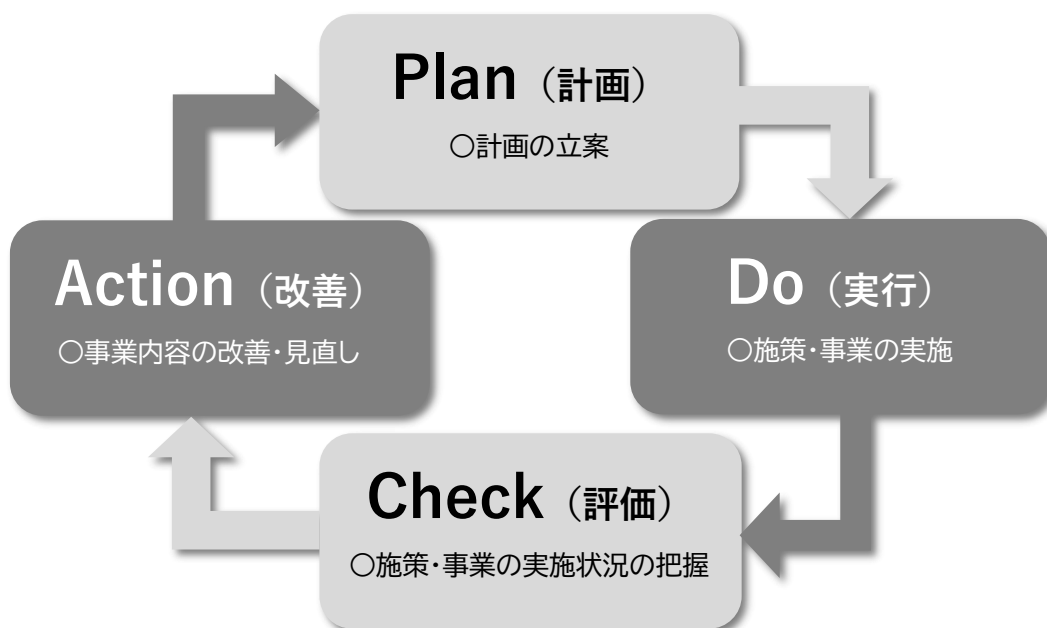 Plan（計画）
○計画の立案
Do（実行）
○施策・事業の実施
Check（評価）
○施策・事業の実施状況の把握
Action（改善）
○事業内容の改善・見直し